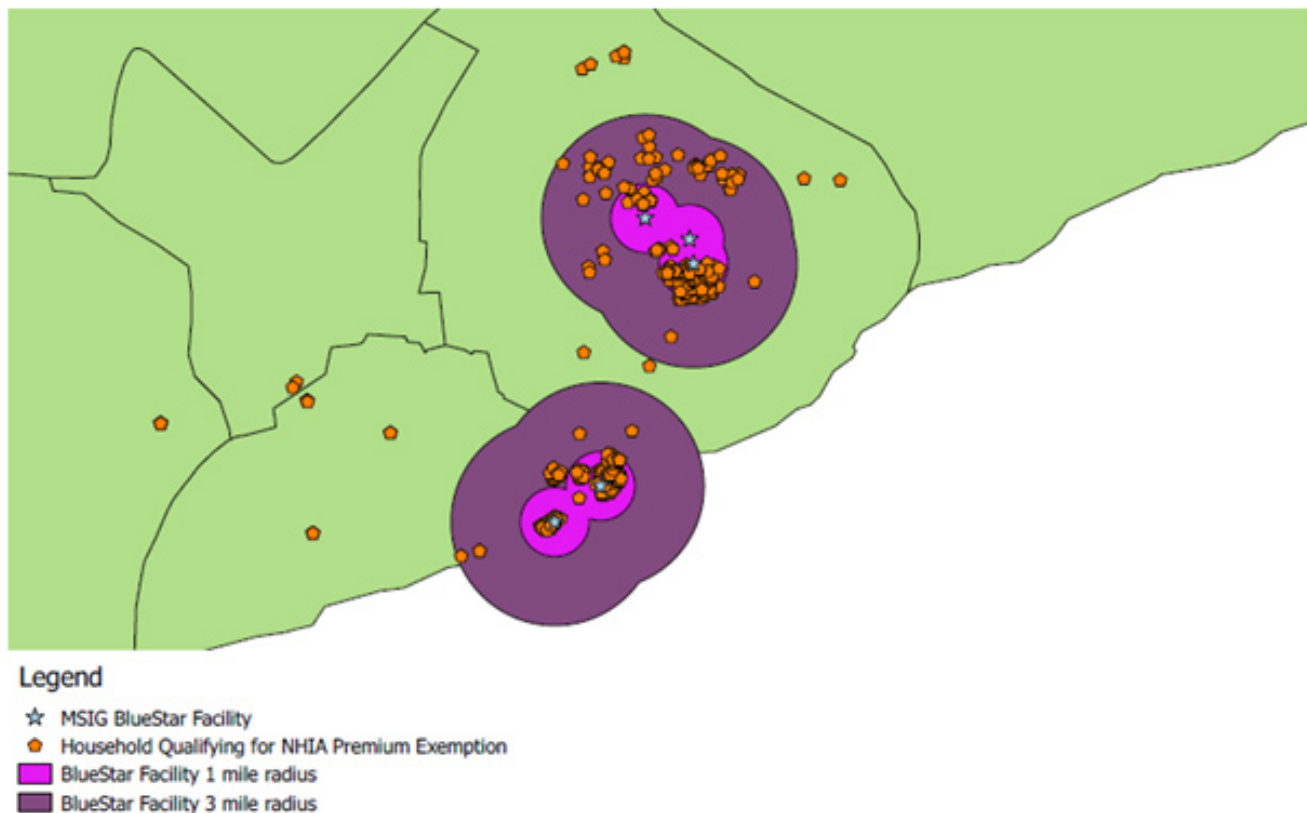 Legend
MSIG BlueStar Facility
Household Qualifying for NHIA Premium Exemption
BlueStar Facility 1 mile radius
BlueStar Facility 3 mile radius